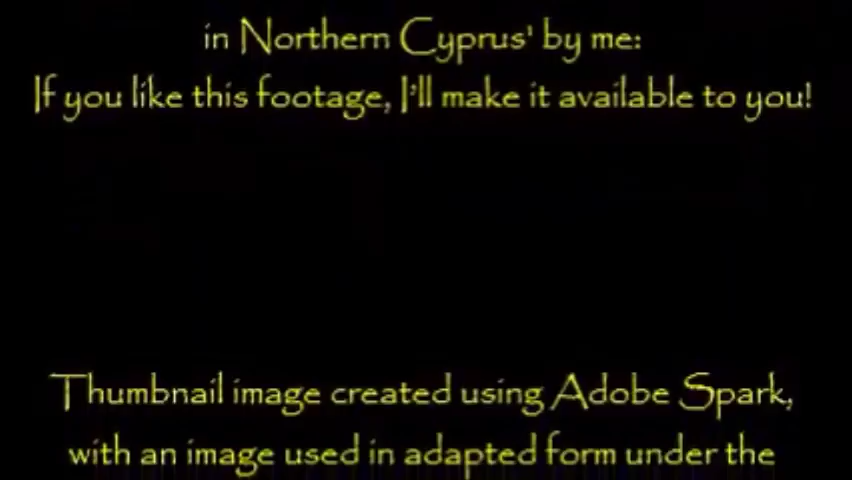 in Northern Cyprus' by me:
If you like this footage, I'll make it available to you!
Thumbnail image created using Adobe Spark,
with an image used in adapted form under the